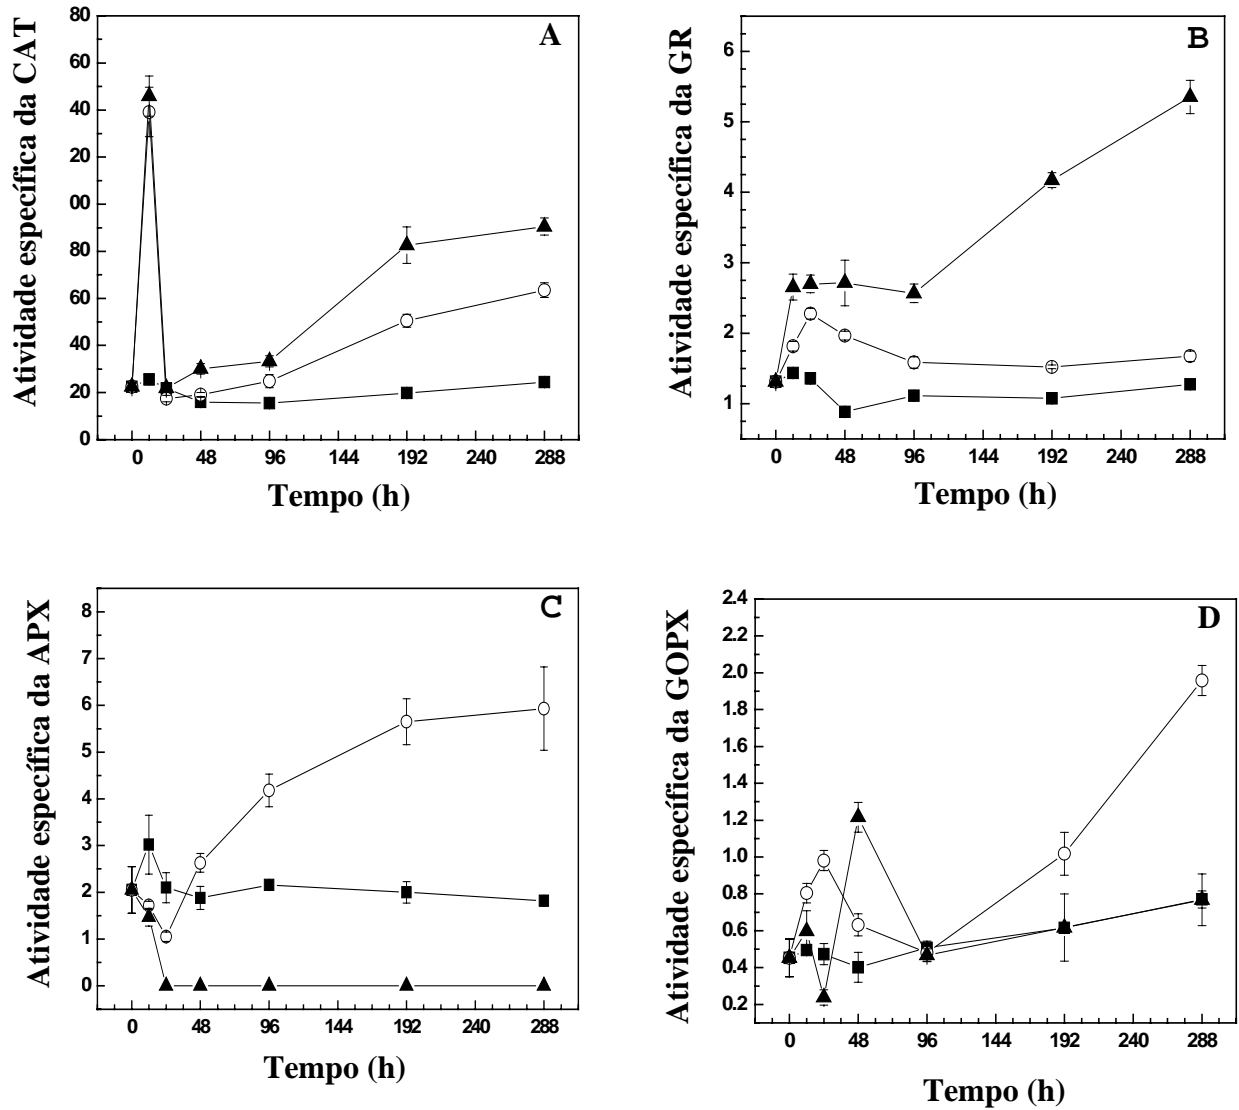 A
Atividade específica da CAT
80
60
40
20
00
80
60
40
20
0
0 48 96 144 192 240 288
Tempo (h)
B
Atividade específica da GR
6
5
4
3
2
1
0 48 96 144 192 240 288
Tempo (h)
C
Atividade específica da APX
8
7
6
5
4
3
2
1
0
0 48 96 144 192 240 288
Tempo (h)
D
Atividade específica da GOPX
2.4
2.2
2.0
1.8
1.6
1.4
1.2
1.0
0.8
0.6
0.4
0.2
0 48 96 144 192 240 288
Tempo (h)